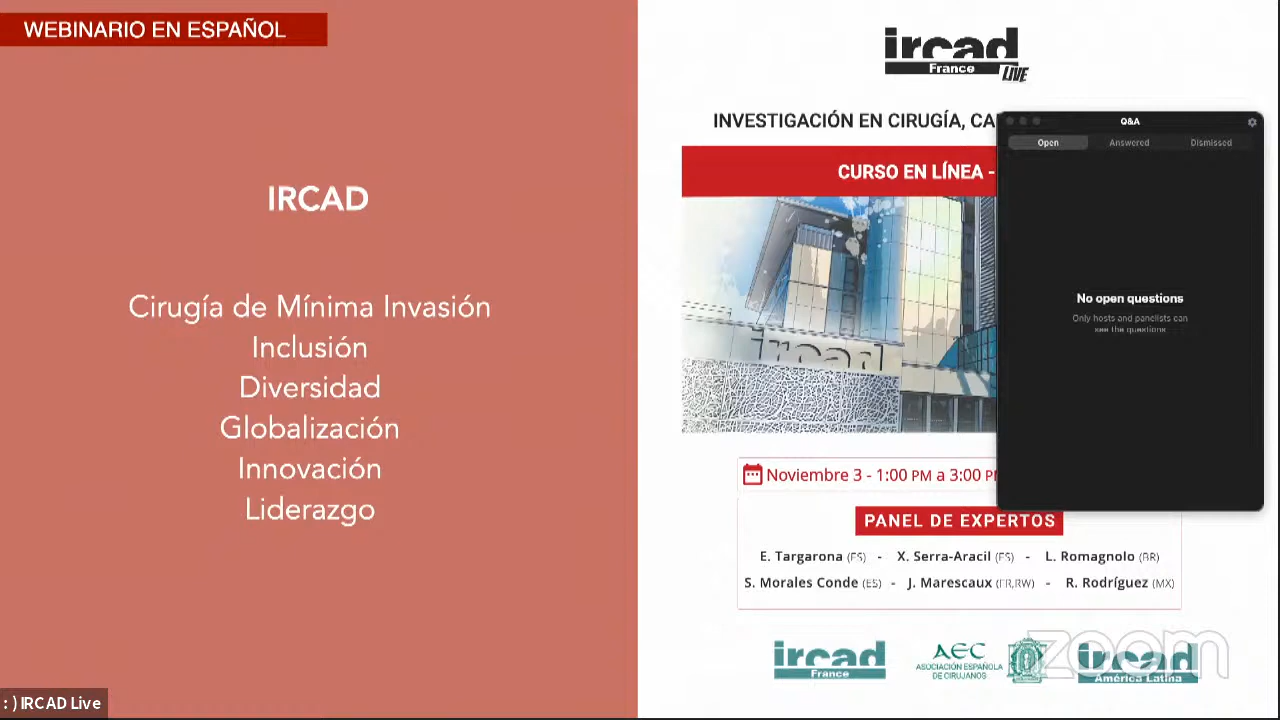 WEBINARIO EN ESPAÑOL
IRCAD
Cirugía de Mínima Invasión
Inclusión
Diversidad
Globalización
Innovación
Liderazgo
: ) IRCAD Live
ircad
France
LIVE
INVESTIGACIÓN EN CIRUGÍA, CA
CURSO EN LÍNEA -
ircad
Noviembre 3 - 1:00 PM a 3:00 P
PANEL DE EXPERTOS
E. Targarona (ES) - X. Serra-Aracil (ES) - L. Romagnolo (BR)
S. Morales Conde (ES) - J. Marescaux (FR,RW) - R. Rodríguez (MX)
ircad
France
AEC
ASOCIACIÓN ESPAÑOLA
DE CIRUJANOS
ircad
América Latina
zoom
Q&A
Open Answered Dismissed
No open questions
Only hosts and panelists can
see the questions